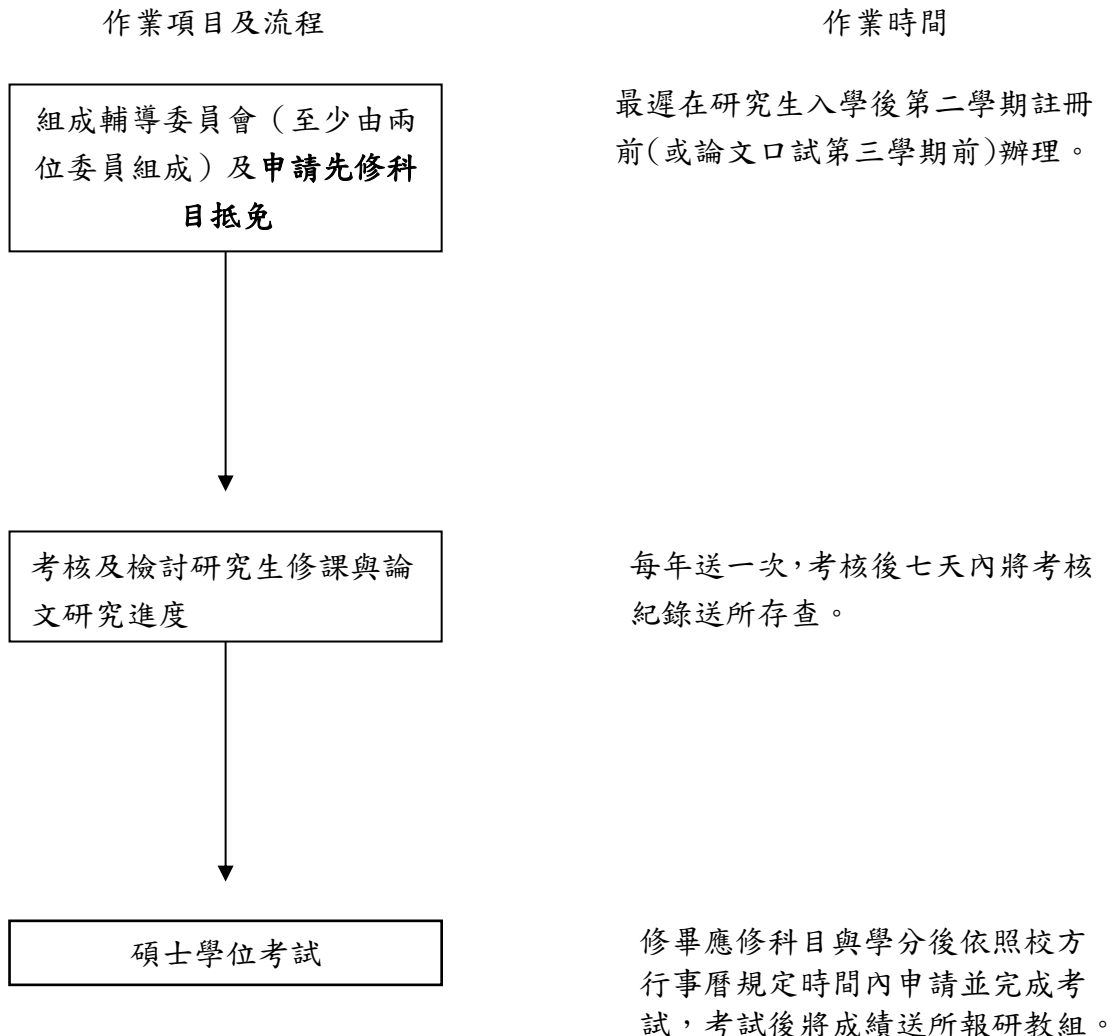 作業項目及流程
作業時間
組成輔導委員會（至少由兩
位委員組成）及申請先修科
目抵免
最遲在研究生入學後第二學期註冊
前(或論文口試第三學期前)辦理。
考核及檢討研究生修課與論
文研究進度
每年送一次，考核後七天內將考核
紀錄送所存查。
碩士學位考試
修畢應修科目與學分後依照校方
行事曆規定時間內申請並完成考
試，考試後將成績送所報研教組。